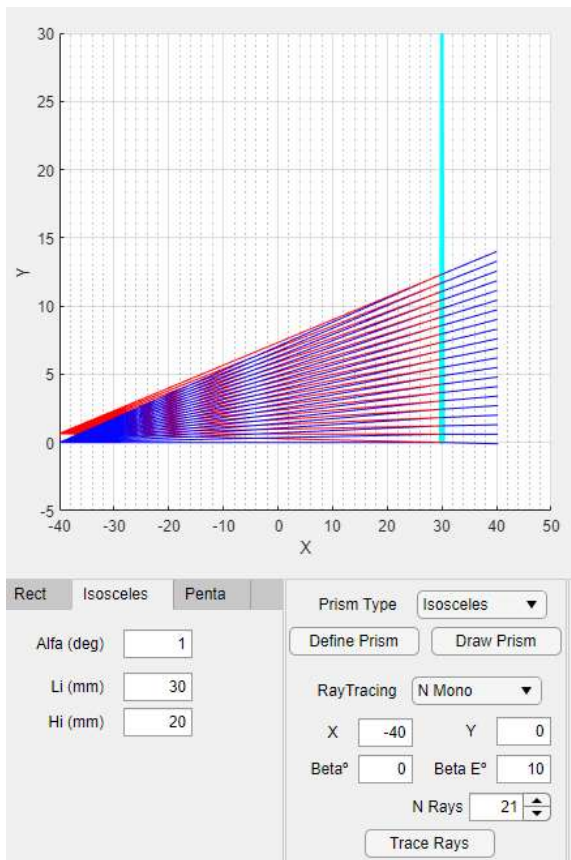 30
25
20
15
10
5
0
-5
Y
-40 -30 -20 -10 0 10 20 30 40 50
X
Rect Isosceles Penta
Alfa (deg) 1
Li (mm) 30
Hi (mm) 20
Prism Type Isosceles
Define Prism Draw Prism
RayTracing N Mono
X -40 Y 0
Betaº 0 Beta Eº 10
N Rays 21
Trace Rays